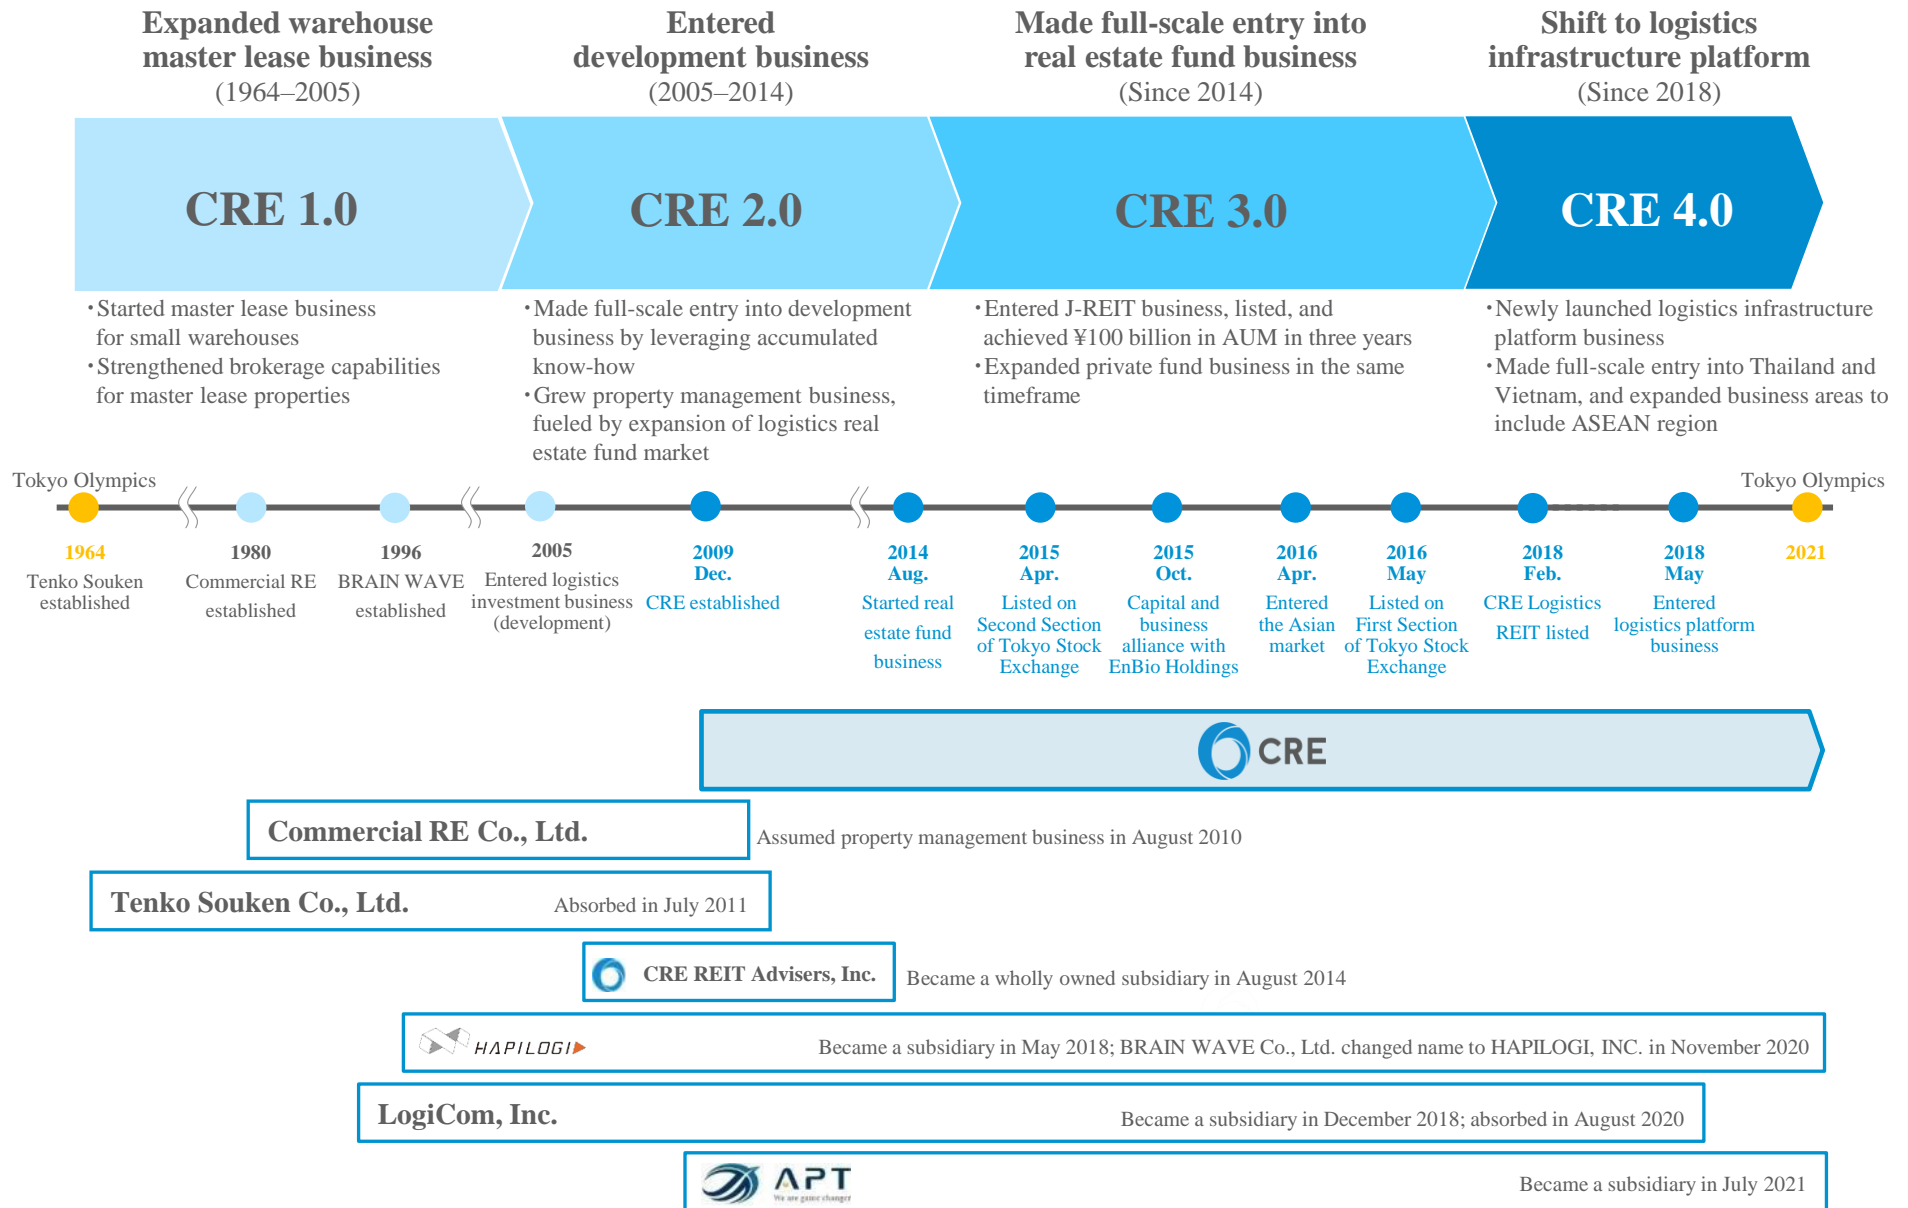 Expanded warehouse
master lease business
(1964–2005)
Entered
development business
(2005–2014)
Made full-scale entry into
real estate fund business
(Since 2014)
Shift to logistics
infrastructure platform
(Since 2018)
CRE 1.0
CRE 2.0
CRE 3.0
CRE 4.0
・Started master lease business
for small warehouses
・Strengthened brokerage capabilities
for master lease properties
・Made full-scale entry into development
business by leveraging accumulated
know-how
・Grew property management business,
fueled by expansion of logistics real
estate fund market
・Entered J-REIT business, listed, and
achieved ¥100 billion in AUM in three years
・Expanded private fund business in the same
timeframe
・Newly launched logistics infrastructure
platform business
・Made full-scale entry into Thailand and
Vietnam, and expanded business areas to
include ASEAN region
Tokyo Olympics
Tokyo Olympics
1964
Tenko Souken
established
1980
Commercial RE
established
1996
BRAIN WAVE
established
2005
Entered logistics
investment business
(development)
2009
Dec.
CRE established
2014
Aug.
Started real
estate fund
business
2015
Apr.
Listed on
Second Section
of Tokyo Stock
Exchange
2015
Oct.
Capital and
business
alliance with
EnBio Holdings
2016
Apr.
Entered
the Asian
market
2016
May
Listed on
First Section
of Tokyo Stock
Exchange
2018
Feb.
CRE Logistics
REIT listed
2018
May
Entered
logistics platform
business
2021
CRE
Commercial RE Co., Ltd.
Assumed property management business in August 2010
Tenko Souken Co., Ltd.
Absorbed in July 2011
CRE REIT Advisers, Inc.
Became a wholly owned subsidiary in August 2014
HAPILOGI
Became a subsidiary in May 2018; BRAIN WAVE Co., Ltd. changed name to HAPILOGI, INC. in November 2020
LogiCom, Inc.
Became a subsidiary in December 2018; absorbed in August 2020
APT
We are game changer
Became a subsidiary in July 2021